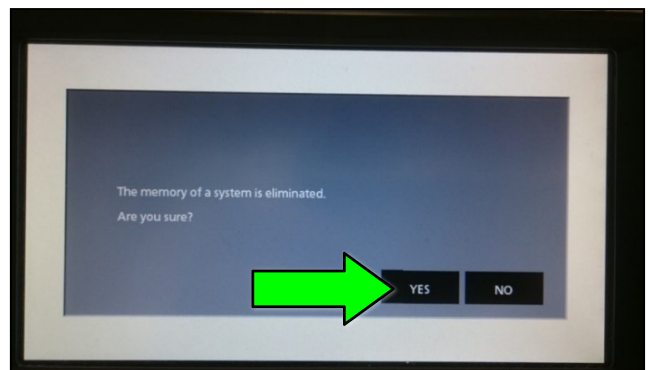 The memory of a system is eliminated.
Are you sure?
YES NO